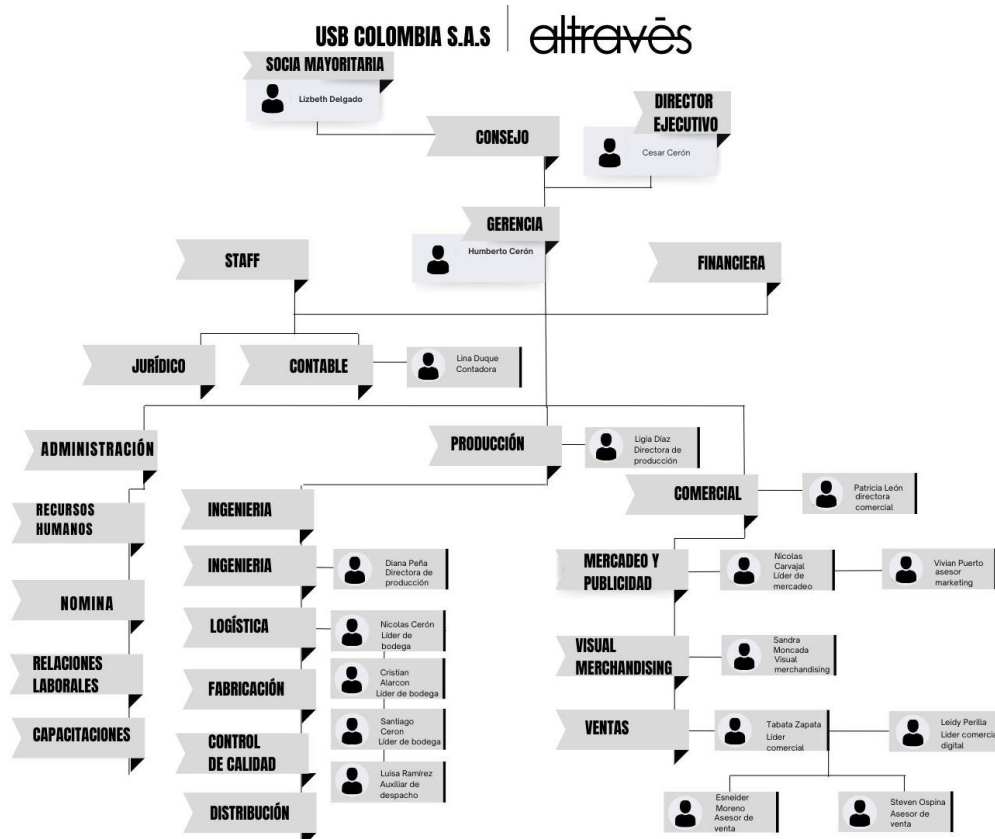 USB COLOMBIA S.A.S
altravēs
SOCIA MAYORITARIA
Lizbeth Delgado
DIRECTOR
EJECUTIVO
Cesar Cerón
CONSEJO
GERENCIA
Humberto Cerón
STAFF
FINANCIERA
JURÍDICO
CONTABLE
Lina Duque
Contadora
ADMINISTRACIÓN
RECURSOS
HUMANOS
NOMINA
RELACIONES
LABORALES
CAPACITACIONES
PRODUCCIÓN
Ligia Díaz
Directora de
producción
INGENIERIA
INGENIERIA
Diana Peña
Directora de
producción
LOGÍSTICA
Nicolas Cerón
Líder de
bodega
FABRICACIÓN
Cristian
Alarcon
Líder de bodega
CONTROL
DE CALIDAD
Santiago
Ceron
Líder de bodega
Luisa Ramírez
Auxiliar de
despacho
DISTRIBUCIÓN
COMERCIAL
Patricia León
directora
comercial
MERCADEO Y
PUBLICIDAD
Nicolas
Carvajal
Líder de
mercadeo
Vivian Puerto
asesor
marketing
VISUAL
MERCHANDISING
Sandra
Moncada
Visual
merchandising
VENTAS
Tabata Zapata
Líder
comercial
Leidy Perilla
Lider comercia
digital
Esneider
Moreno
Asesor de
venta
Steven Ospina
Asesor de
venta